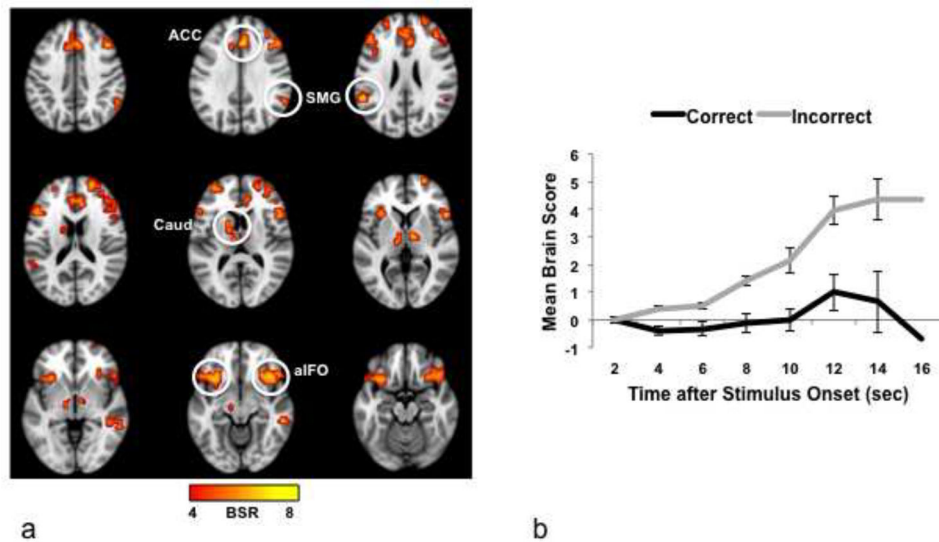 ACC
SMG
Caud
aIFO
4 BSR 8
a
Correct Incorrect
Mean Brain Score
6
5
4
3
2
1
0
-1
2 4 6 8 10 12 14 16
Time after Stimulus Onset (sec)
b